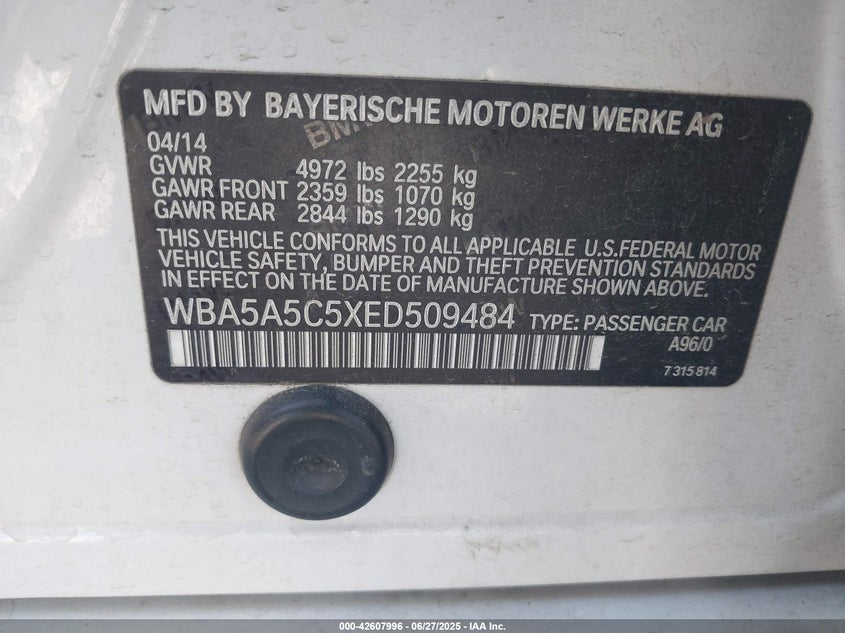 MFD BY BAYERISCHE MOTOREN WERKE AG
04/14
GVWR 4972 lbs 2255 kg
GAWR FRONT 2359 lbs 1070 kg
GAWR REAR 2844 lbs 1290 kg
THIS VEHICLE CONFORMS TO ALL APPLICABLE U.S.FEDERAL MOTOR
VEHICLE SAFETY, BUMPER AND THEFT PREVENTION STANDARDS
IN EFFECT ON THE DATE OF MANUFACTURE SHOWN ABOVE.
WBA5A5C5XED509484 TYPE: PASSENGER CAR
A96/0
7 315 814
000-42607996 - 06/27/2025 - IAA Inc.